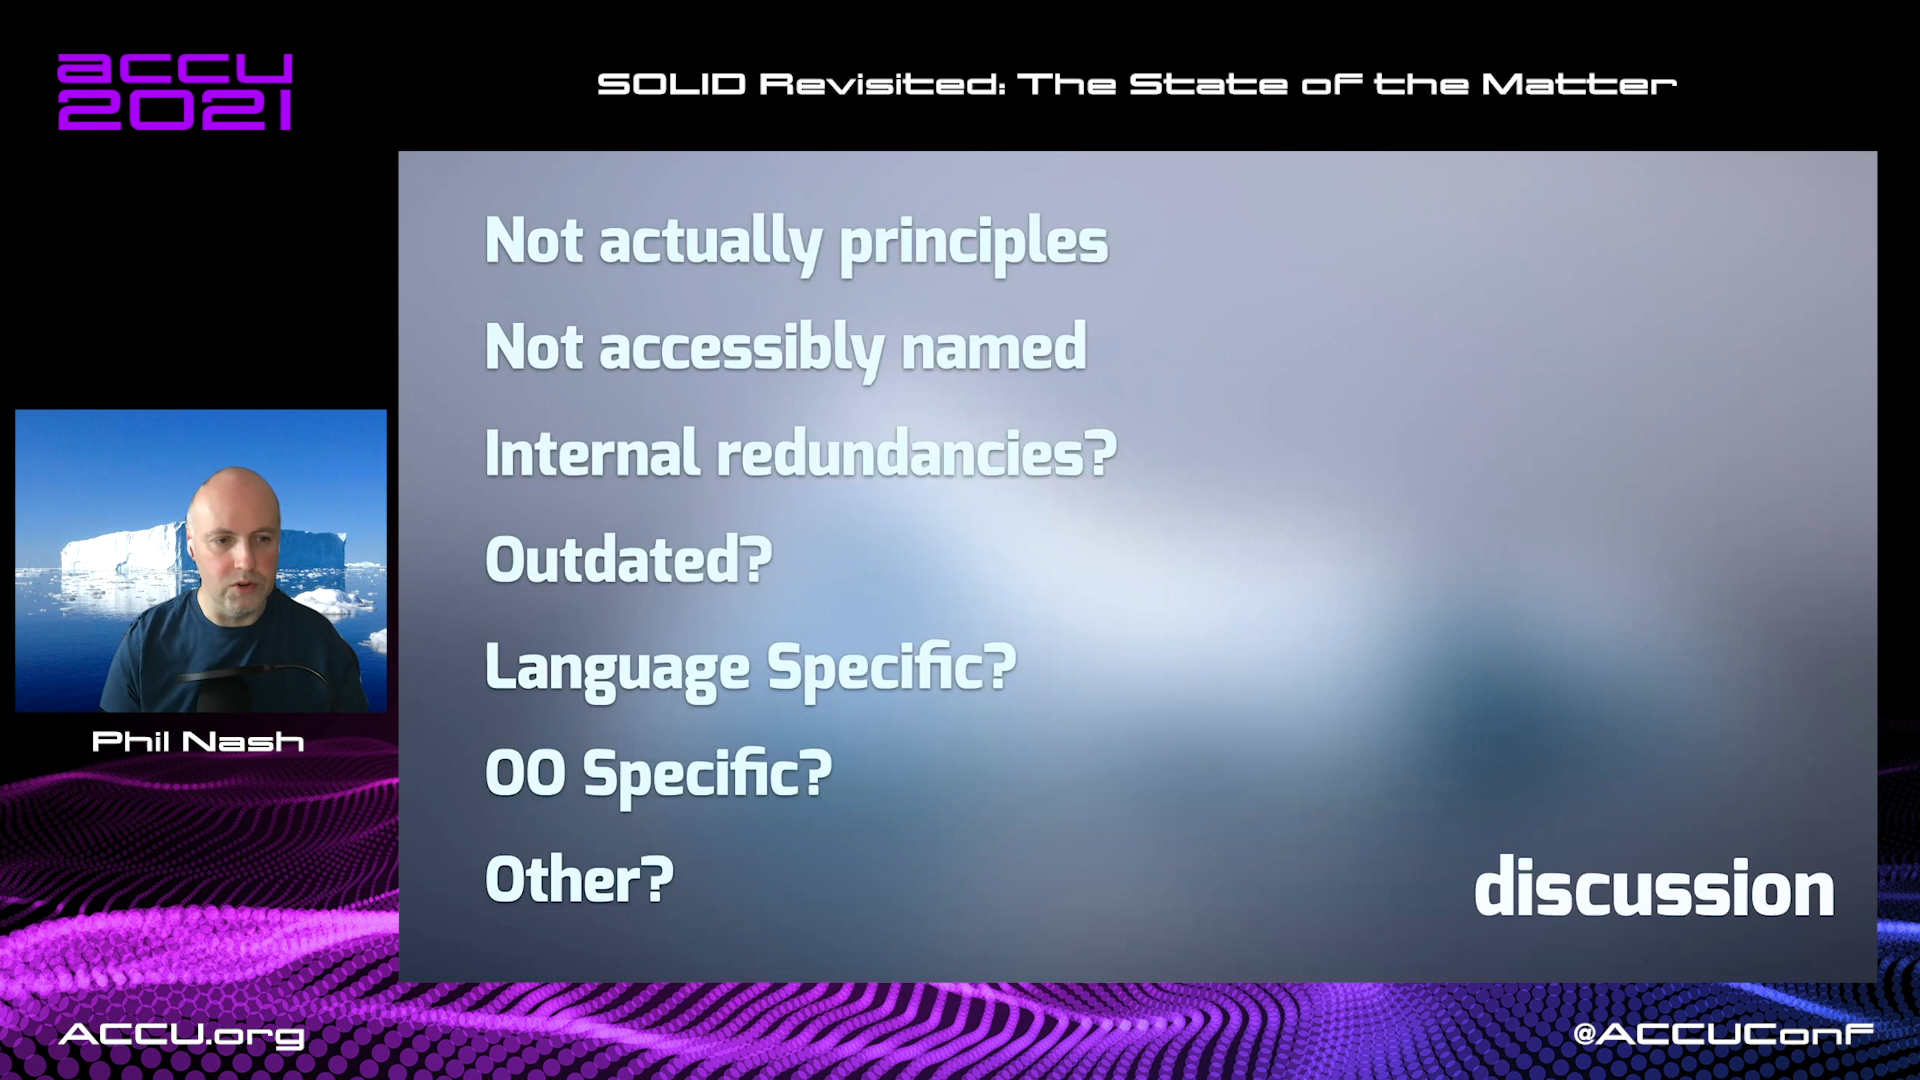 accu
2021
SOLID Revisited: The State of the Matter
Not actually principles
Not accessibly named
Internal redundancies?
Outdated?
Language Specific?
OO Specific?
Other?
discussion
Phil Nash
ACCU.org
@ACCUConf